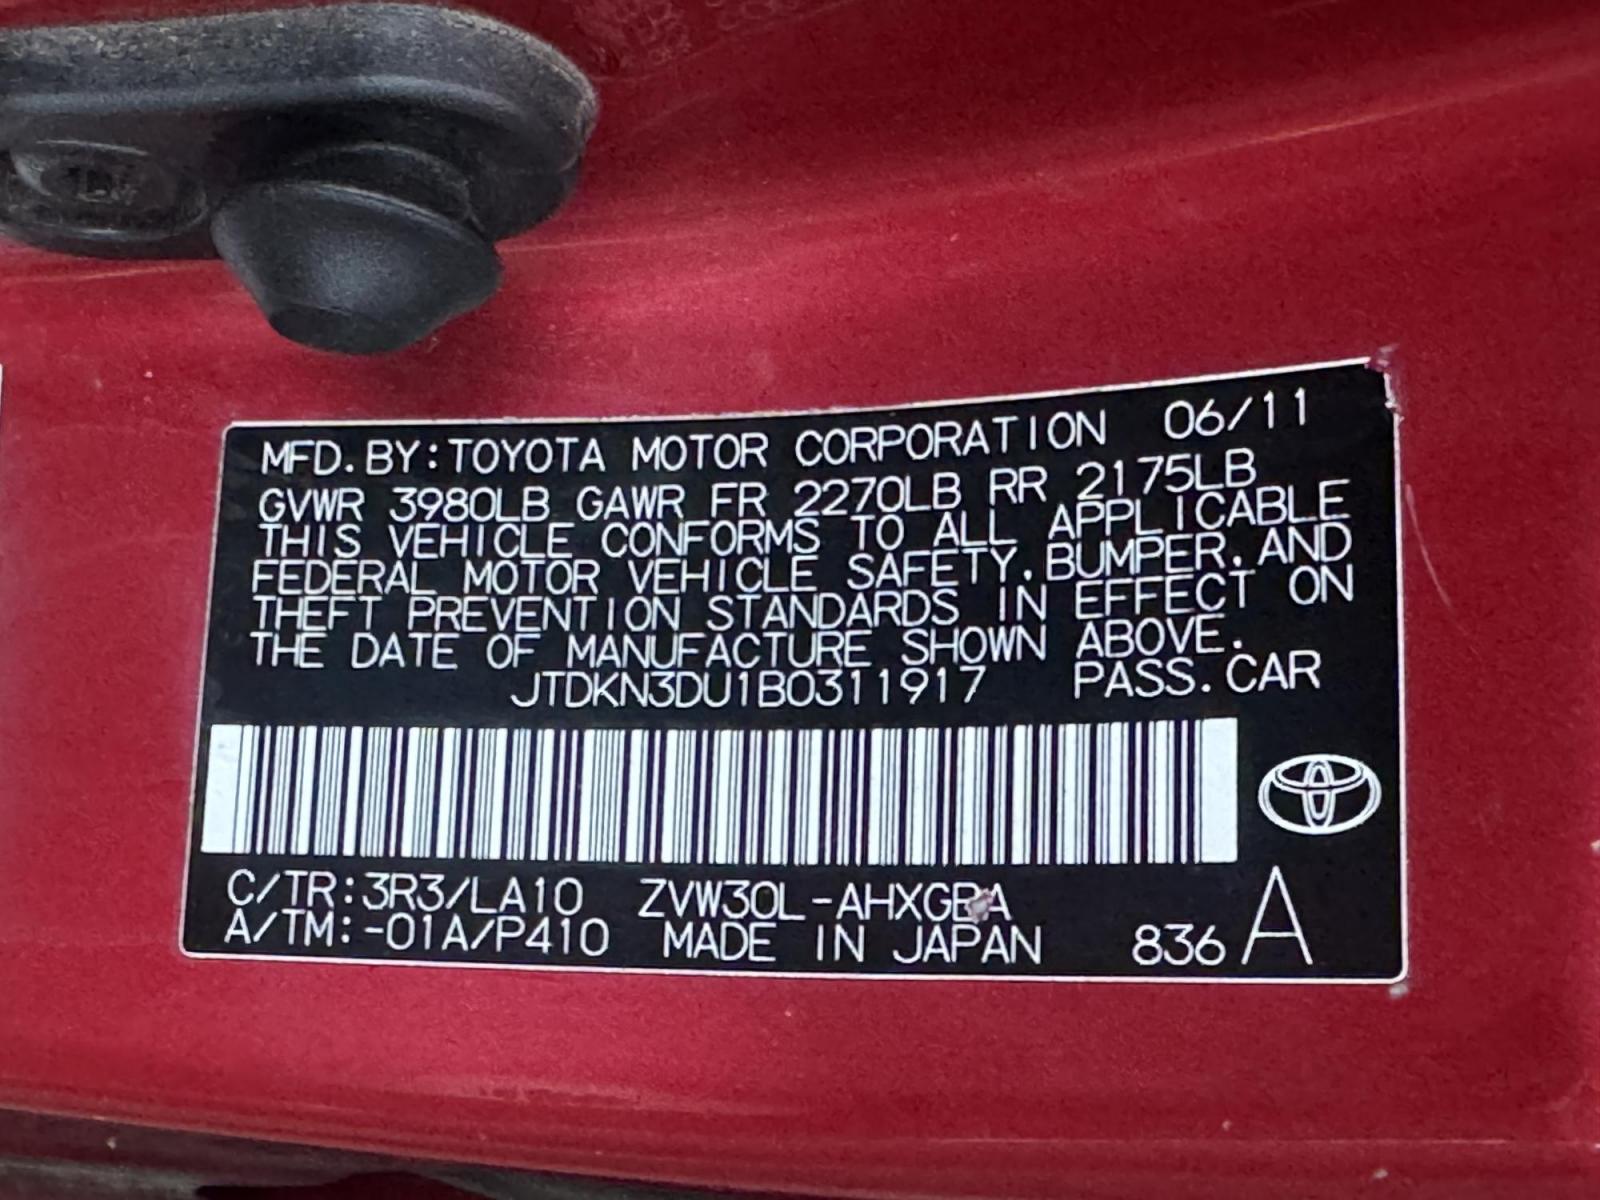 MFD.BY:TOYOTA MOTOR CORPORATION 06/11
GVWR 3980LB GAWR FR 2270LB RR 2175LB
THIS VEHICLE CONFORMS TO ALL APPLICABLE
FEDERAL MOTOR VEHICLE SAFETY,BUMPER,AND
THEFT PREVENTION STANDARDS IN EFFECT ON
THE DATE OF MANUFACTURE SHOWN ABOVE.
JTDKN3DU1B0311917 PASS.CAR
C/TR:3R3/LA10 ZVW30L-AHXGBA
A/TM:-01A/P410 MADE IN JAPAN 836 A